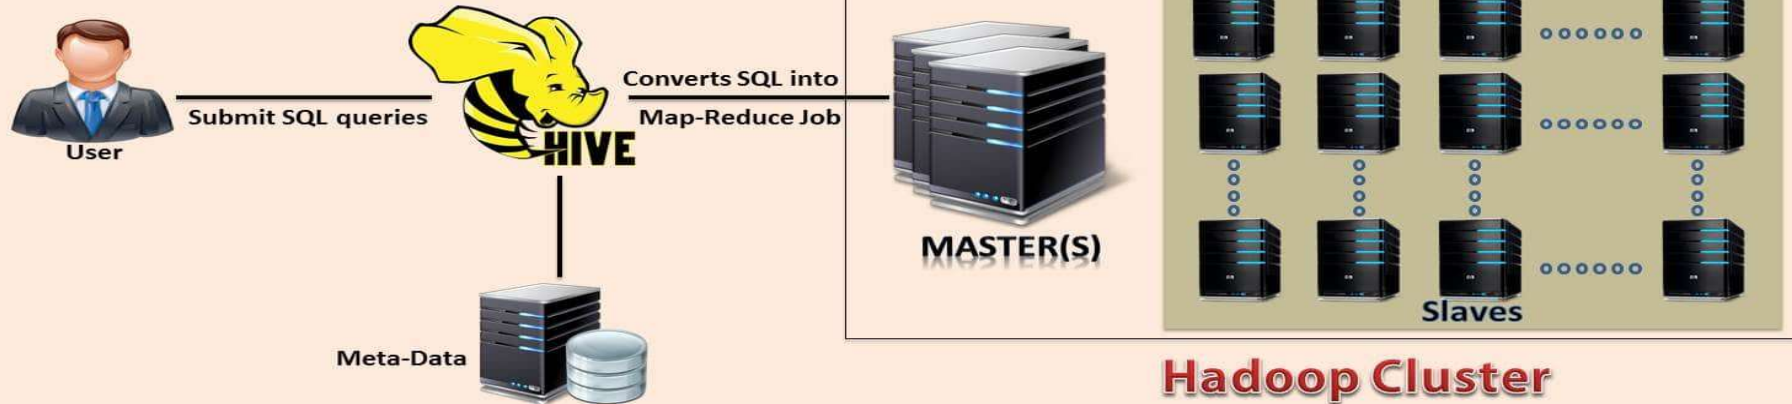 User
Submit SQL queries
HIVE
Converts SQL into
Map-Reduce Job
MASTER(S)
Slaves
Meta-Data
Hadoop Cluster